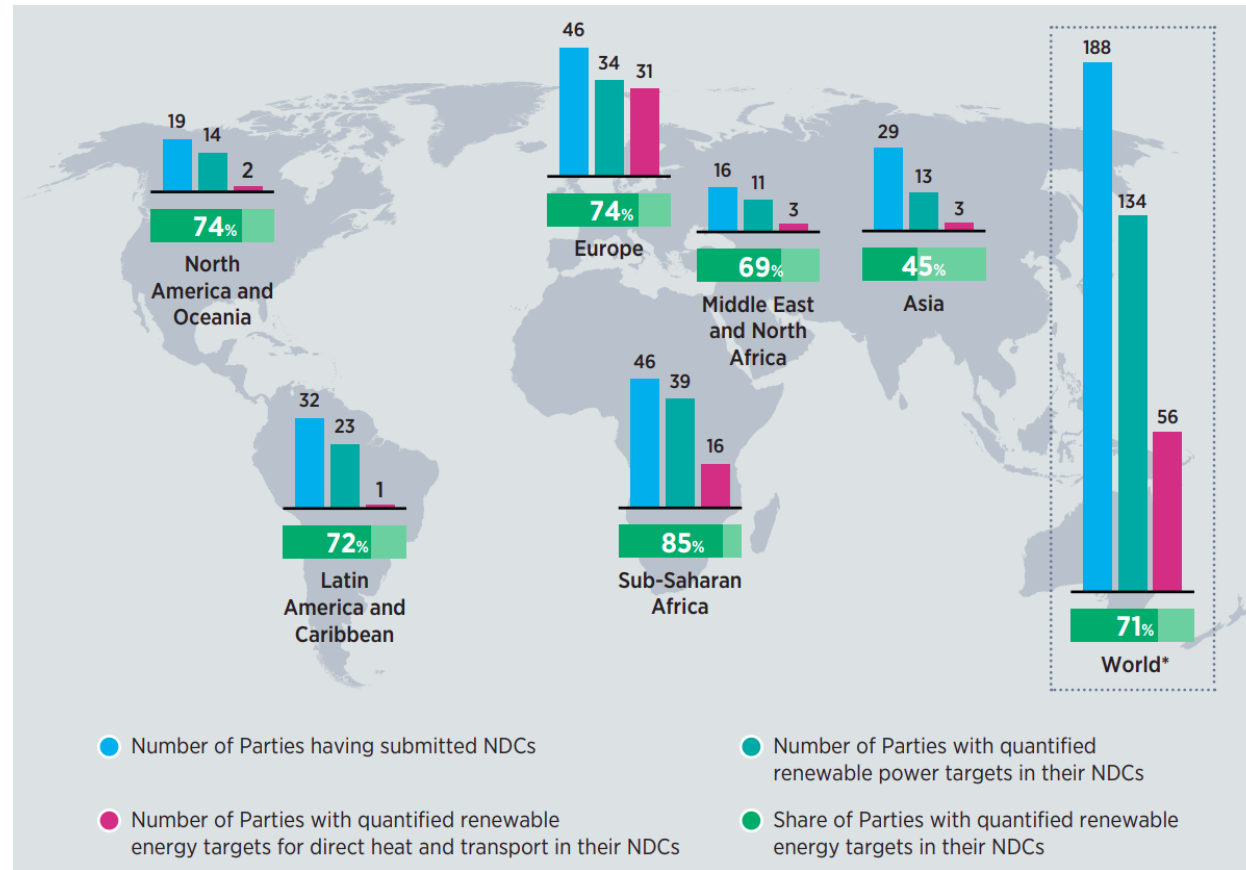 19
14
2
74%
North
America and
Oceania
46
34
31
74%
Europe
16
11
3
69%
Middle East
and North
Africa
29
13
3
45%
Asia
32
23
1
72%
Latin
America and
Caribbean
46
39
16
85%
Sub-Saharan
Africa
188
134
56
71%
World*
Number of Parties having submitted NDCs
Number of Parties with quantified
renewable power targets in their NDCs
Number of Parties with quantified renewable
energy targets for direct heat and transport in their NDCs
Share of Parties with quantified renewable
energy targets in their NDCs